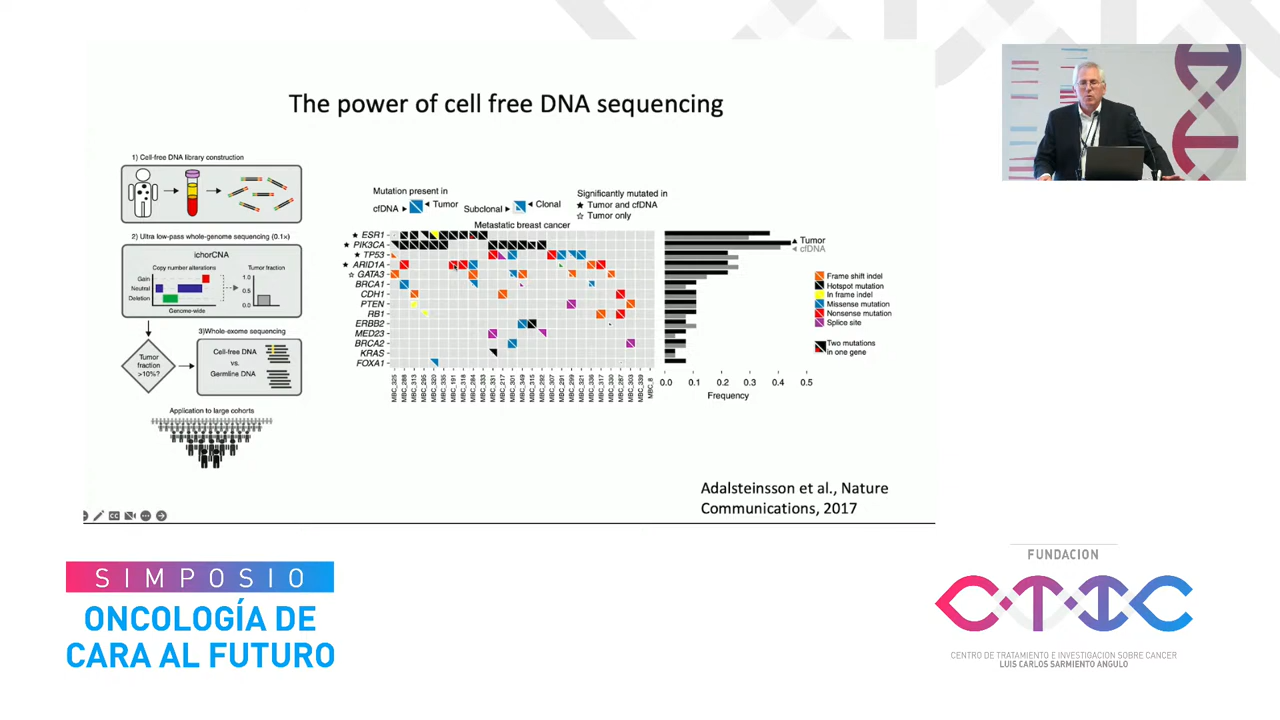 The power of cell free DNA sequencing
1) Cell-free DNA library construction
2) Ultra low-pass whole-genome sequencing (0.1×)
ichorCNA
Copy number alterations
Tumor fraction
Gain
Neutral
Deletion
1.0
0.5
0
Genome-wide
Tumor
fraction
>10%?
3)Whole-exome sequencing
Cell-free DNA
vs.
Germline DNA
Application to large cohorts
Mutation present in
cfDNA
Tumor
Subclonal
Clonal
Significantly mutated in
★ Tumor and cfDNA
☆ Tumor only
Metastatic breast cancer
★ ESR1
★ PIK3CA
★ TP53
★ ARID1A
☆ GATA3
BRCA1
CDH1
PTEN
RB1
ERBB2
MED23
BRCA2
KRAS
FOXA1
Tumor
cfDNA
0.0 0.1 0.2 0.3 0.4 0.5
Frequency
Frame shift indel
Hotspot mutation
In frame indel
Missense mutation
Nonsense mutation
Splice site
Two mutations
in one gene
Adalsteinsson et al., Nature
Communications, 2017
CC
SIMPOSIO
ONCOLOGÍA DE
CARA AL FUTURO
FUNDACION
CTIC
CENTRO DE TRATAMIENTO E INVESTIGACION SOBRE CANCER
LUIS CARLOS SARMIENTO ANGULO